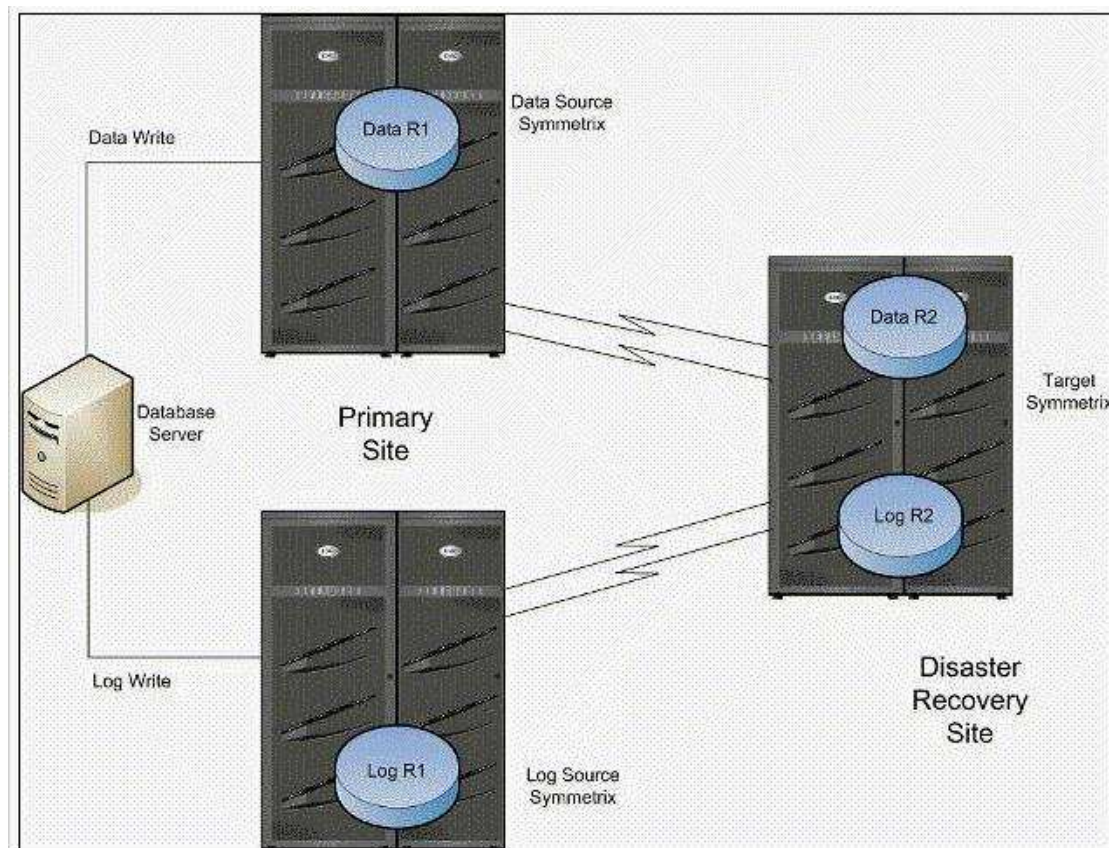 Data Write
Data R1
Data Source
Symmetrix
Database
Server
Primary
Site
Data R2
Target
Symmetrix
Log R2
Log Write
Log R1
Log Source
Symmetrix
Disaster
Recovery
Site